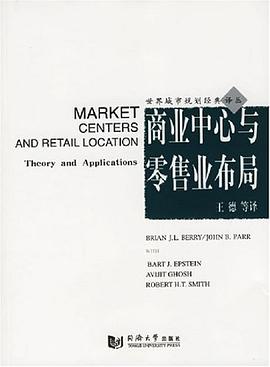 世界城市规划经典译丛
MARKET
CENTERS
AND RETAIL LOCATION
Theory and Applications
商业中心与
零售业布局
王 德 等译
BRIAN J.L. BERRY/JOHN B. PARR
WITH
BART J. EPSTEIN
AVIJIT GHOSH
ROBERT H.T. SMITH
同济大学出版社
TONGJI UNIVERSITY PRESS